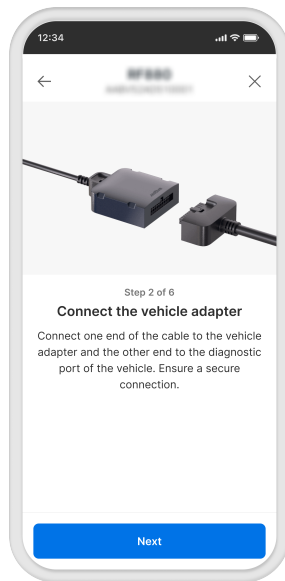 12:34
Step 2 of 6
Connect the vehicle adapter
Connect one end of the cable to the vehicle
adapter and the other end to the diagnostic
port of the vehicle. Ensure a secure
connection.
Next